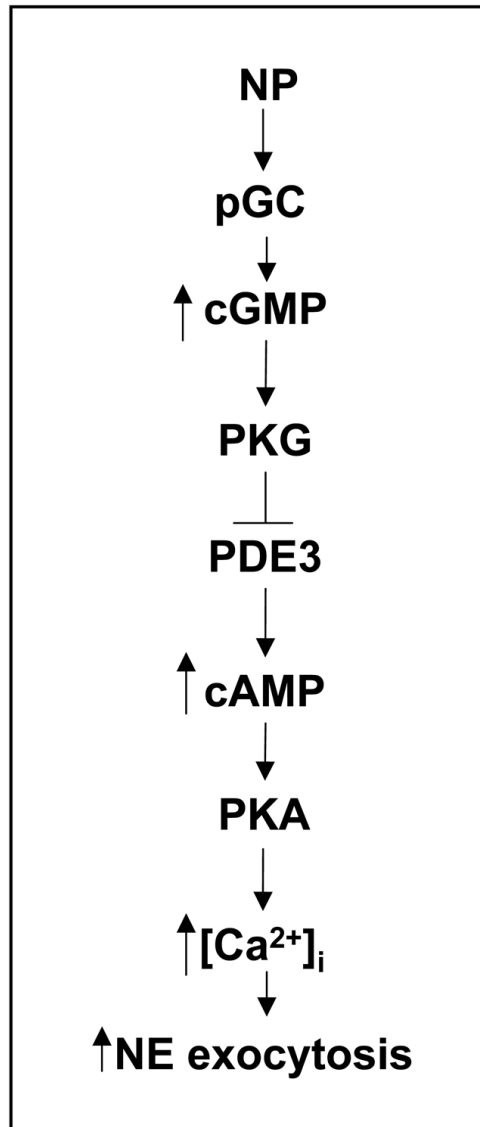 NP
pGC
cGMP
PKG
PDE3
cAMP
PKA
[Ca²⁺]ᵢ
NE exocytosis